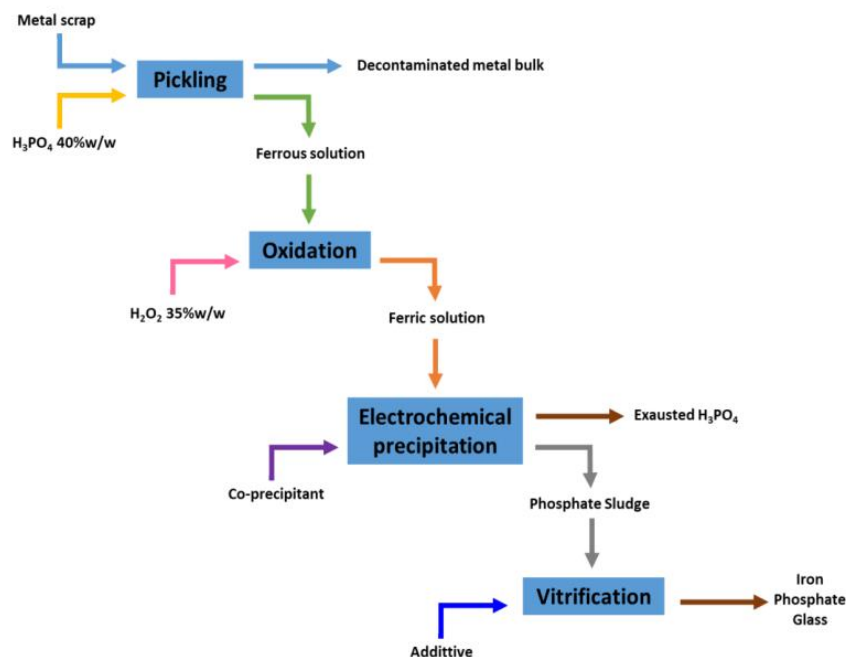 Metal scrap
Pickling
Decontaminated metal bulk
H₃PO₄ 40%w/w
Ferrous solution
Oxidation
H₂O₂ 35%w/w
Ferric solution
Electrochemical
precipitation
Exausted H₃PO₄
Co-precipitant
Phosphate Sludge
Vitrification
Iron
Phosphate
Glass
Addittive